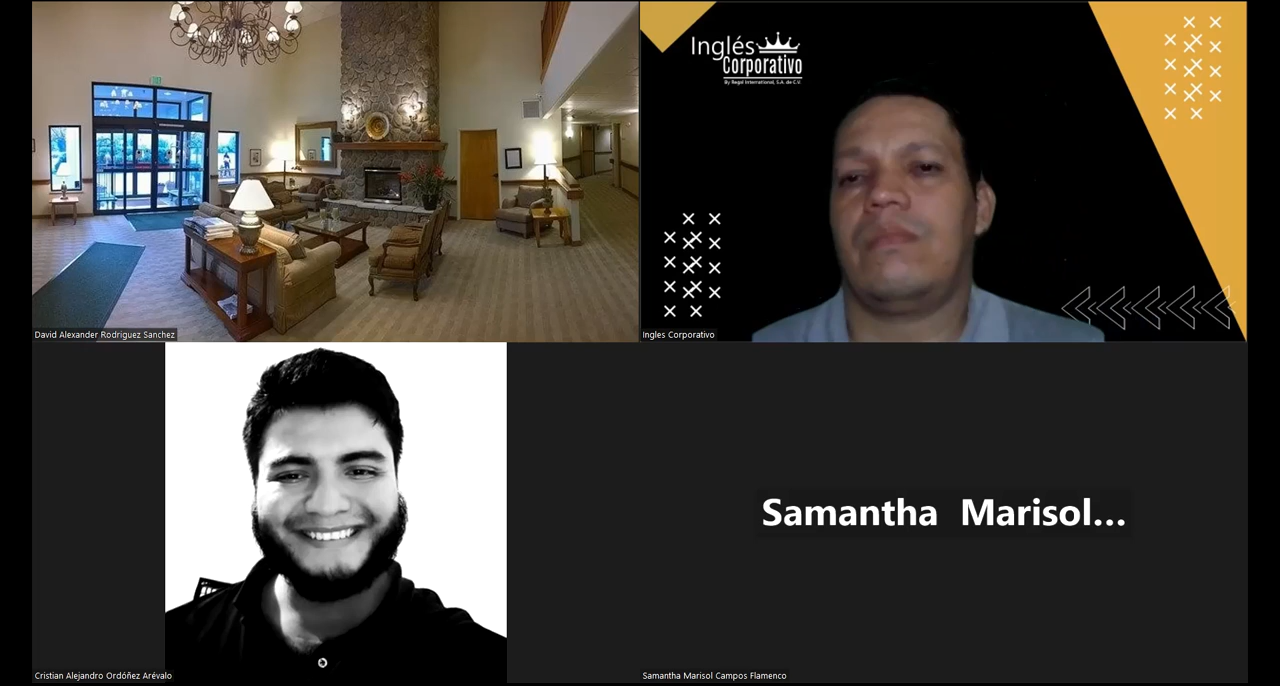 Inglés
Corporativo
By Regal International, S.A. de C.V.
David Alexander Rodriguez Sanchez
Ingles Corporativo
Samantha Marisol...
Cristian Alejandro Ordóñez Arévalo
Samantha Marisol Campos Flamenco